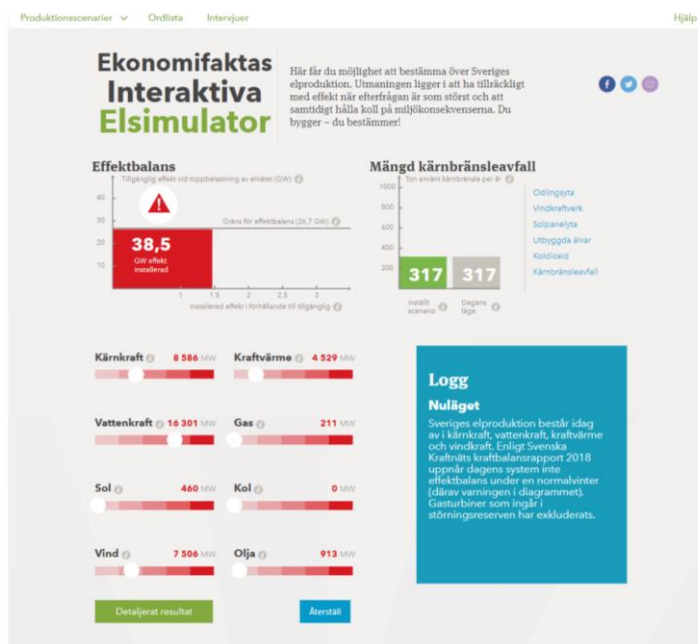 Produktionsscenarier Ordlista Intervjuer Hjälp
Ekonomifaktas
Interaktiva
Elsimulator
Här får du möjlighet att bestämma över Sveriges
elproduktion. Utmaningen ligger i att ha tillräckligt
med effekt när efterfrågan är som störst och att
samtidigt hålla koll på miljökonsekvenserna. Du
bygger – du bestämmer!
Effektbalans
Tillgänglig effekt vid toppbelastning av elnätet (GW)
40
30
20
10
Gräns för effektbalans (26,7 GW)
38,5
GW effekt
installerad
1 1.5 2 2.5 3
Installerad effekt i förhållande till tillgänglig
Mängd kärnbränsleavfall
Ton använt kärnbränsle per år
1000
800
600
400
200
317 317
Inställt
scenario
Dagens
läge
Odlingsyta
Vindkraftverk
Solpanelyta
Utbyggda älvar
Koldioxid
Kärnbränsleavfall
Kärnkraft 8 586 MW Kraftvärme 4 529 MW
Vattenkraft 16 301 MW Gas 211 MW
Sol 460 MW Kol 0 MW
Vind 7 506 MW Olja 913 MW
Detaljerat resultat Återställ
Logg
Nuläget
Sveriges elproduktion består idag
av i kärnkraft, vattenkraft, kraftvärme
och vindkraft. Enligt Svenska
Kraftnäts kraftbalansrapport 2018
uppnår dagens system inte
effektbalans under en normalvinter
(därav varningen i diagrammet).
Gasturbiner som ingår i
störningsreserven har exkluderats.